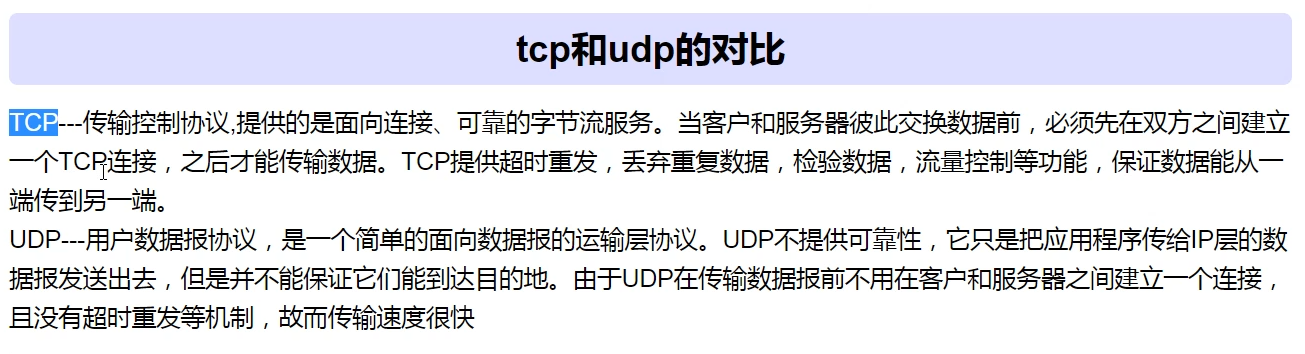 tcp和udp的对比
TCP---传输控制协议,提供的是面向连接、可靠的字节流服务。当客户和服务器彼此交换数据前，必须先在双方之间建立
一个TCP连接，之后才能传输数据。TCP提供超时重发，丢弃重复数据，检验数据，流量控制等功能，保证数据能从一
端传到另一端。
UDP---用户数据报协议，是一个简单的面向数据报的运输层协议。UDP不提供可靠性，它只是把应用程序传给IP层的数
据报发送出去，但是并不能保证它们能到达目的地。由于UDP在传输数据报前不用在客户和服务器之间建立一个连接，
且没有超时重发等机制，故而传输速度很快